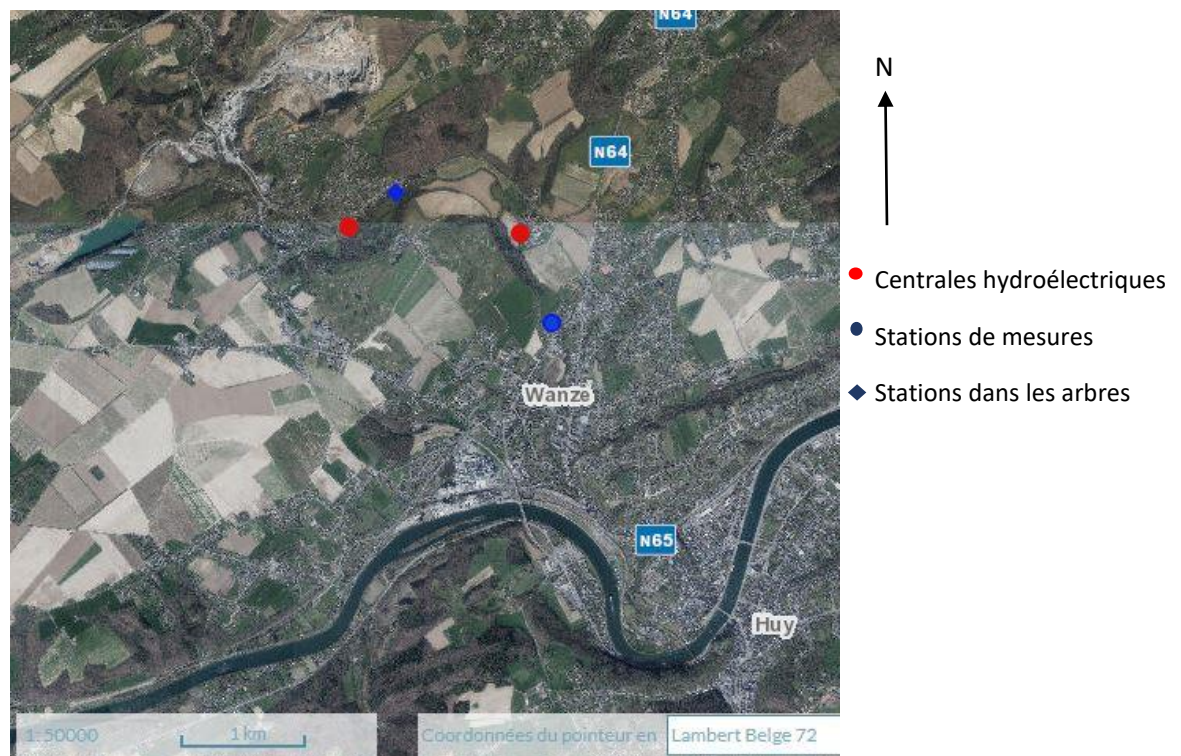 N64
N
N64
Centrales hydroélectriques
Stations de mesures
Stations dans les arbres
Wanze
N65
Huy
1:50000
1 km
Coordonnées du pointeur en
Lambert Belge 72